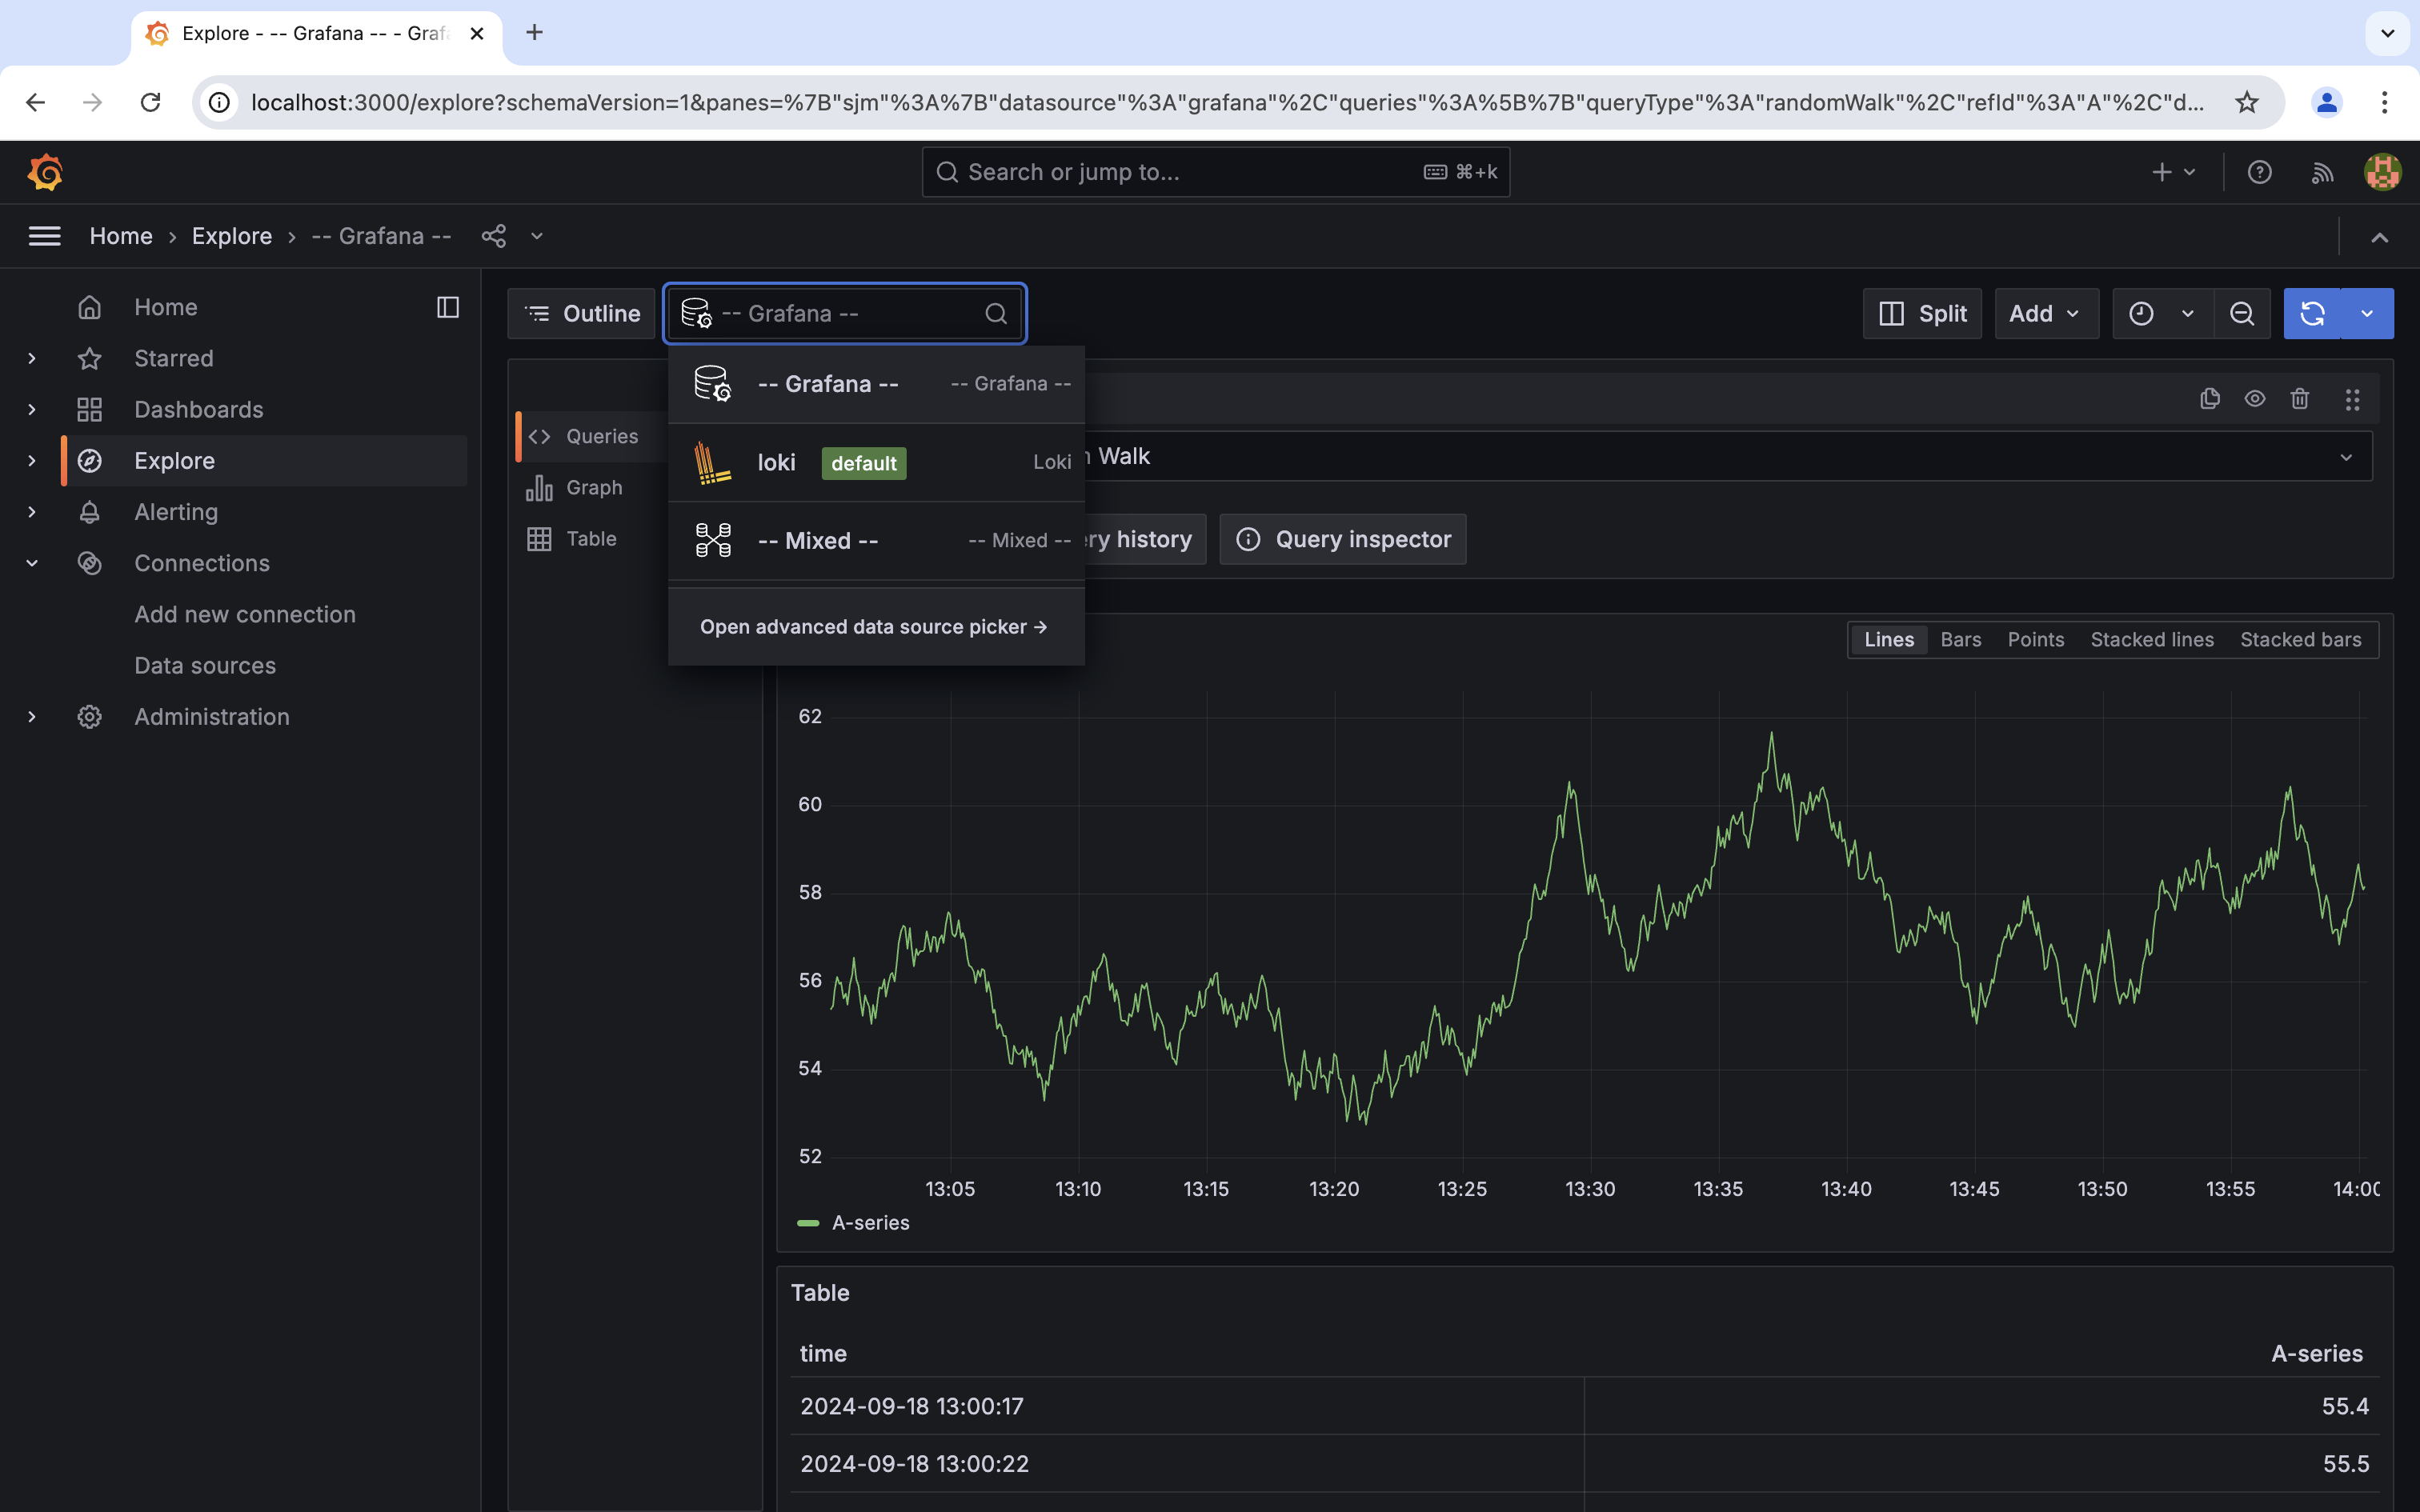 Explore - -- Grafana -- - Graf
localhost:3000/explore?schemaVersion=1&panes=%7B"sjm"%3A%7B"datasource"%3A"grafana"%2C"queries"%3A%5B%7B"queryType"%3A"randomWalk"%2C"refId"%3A"A"%2C"d...
Search or jump to...
⌘+k
Home › Explore › -- Grafana --
Home
Starred
Dashboards
Explore
Alerting
Connections
Add new connection
Data sources
Administration
Outline
-- Grafana --
Split
Add
-- Grafana -- -- Grafana --
loki default Loki
-- Mixed -- -- Mixed --
Open advanced data source picker →
Queries
Graph
Table
Walk
ry history
Query inspector
Lines
Bars
Points
Stacked lines
Stacked bars
62
60
58
56
54
52
13:05
13:10
13:15
13:20
13:25
13:30
13:35
13:40
13:45
13:50
13:55
14:00
A-series
Table
time A-series
2024-09-18 13:00:17 55.4
2024-09-18 13:00:22 55.5